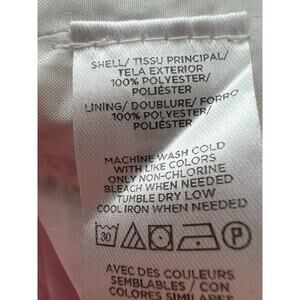 SHELL/ TISSU PRINCIPAL/
TELA EXTERIOR
100% POLYESTER/
POLIÉSTER
LINING/ DOUBLURE/ FORRO
100% POLYESTER/
POLIÉSTER
MACHINE WASH COLD
WITH LIKE COLORS
ONLY NON-CHLORINE
BLEACH WHEN NEEDED
TUMBLE DRY LOW
COOL IRON WHEN NEEDED
30 P
AVEC DES COULEURS
SEMBLABLES / CON
COLORES SIMILARES